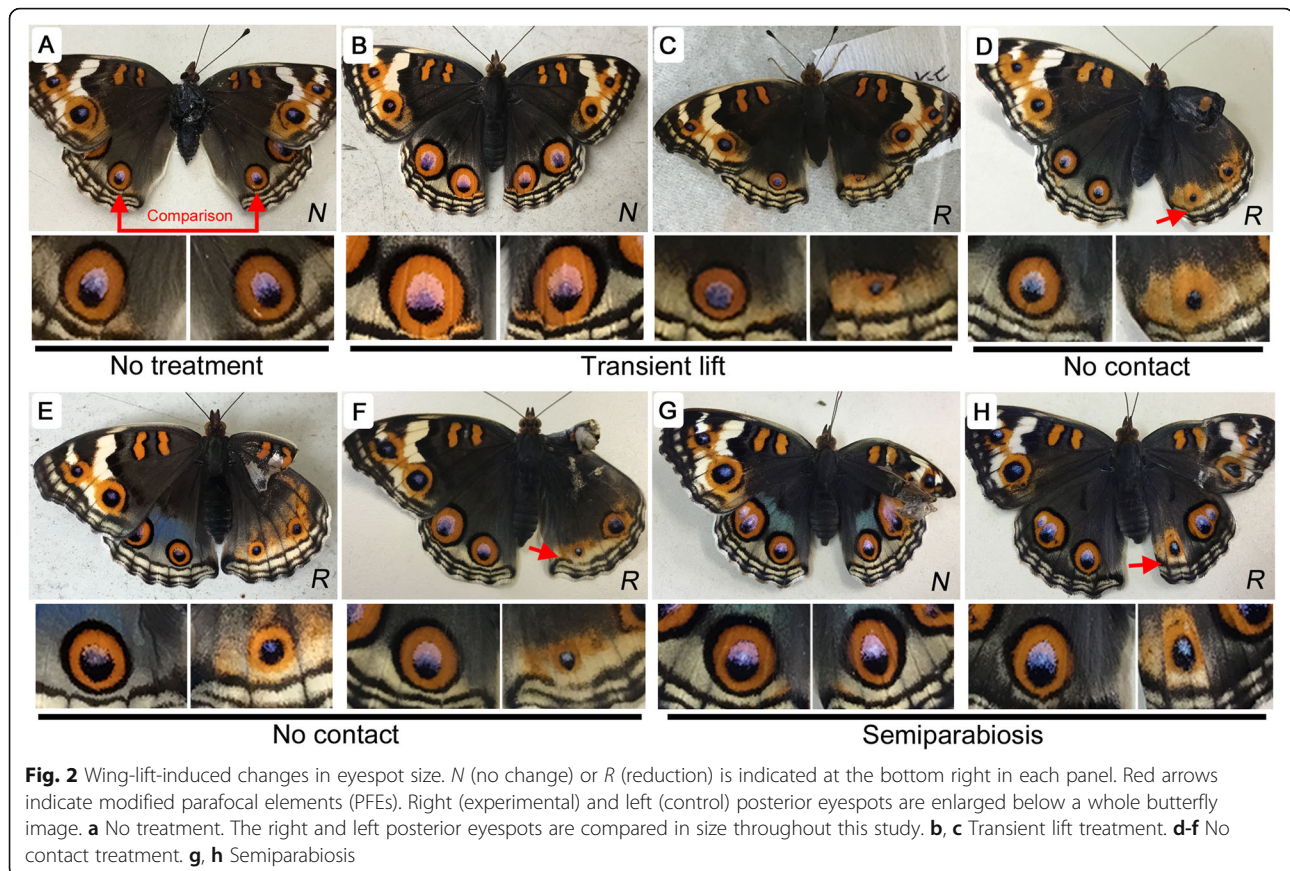 A
B
C
D
Comparison
N
N
R
R
No treatment
Transient lift
No contact
E
F
G
H
R
R
N
R
No contact
Semiparabiosis
Fig. 2 Wing-lift-induced changes in eyespot size. N (no change) or R (reduction) is indicated at the bottom right in each panel. Red arrows
indicate modified parafocal elements (PFEs). Right (experimental) and left (control) posterior eyespots are enlarged below a whole butterfly
image. a No treatment. The right and left posterior eyespots are compared in size throughout this study. b, c Transient lift treatment. d-f No
contact treatment. g, h Semiparabiosis